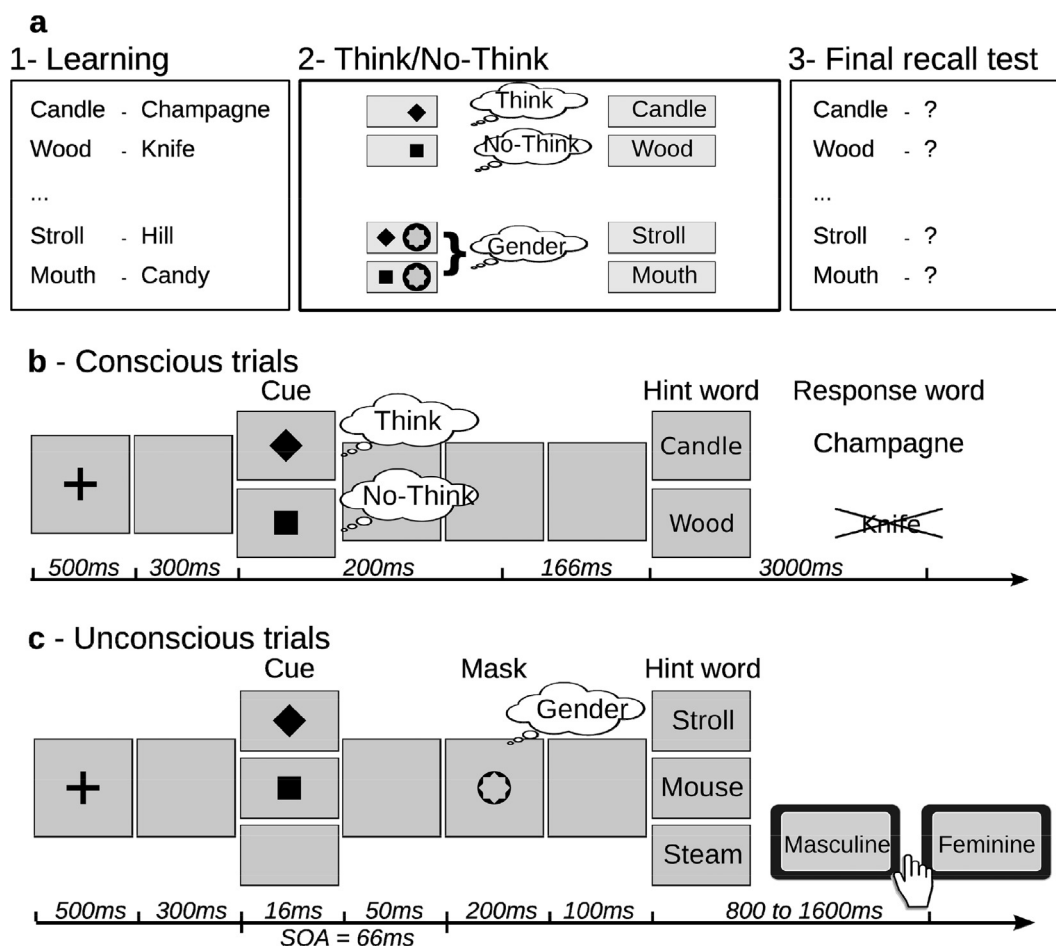 a
1- Learning
2- Think/No-Think
3- Final recall test
Candle - Champagne
Wood - Knife
...
Stroll - Hill
Mouth - Candy
Think
Candle
No-Think
Wood
Gender
Stroll
Mouth
Candle - ?
Wood - ?
...
Stroll - ?
Mouth - ?
b - Conscious trials
Cue
Hint word
Response word
Think
No-Think
Candle
Champagne
Wood
Knife
500ms
300ms
200ms
166ms
3000ms
c - Unconscious trials
Cue
Mask
Hint word
Gender
Stroll
Mouse
Steam
Masculine
Feminine
500ms
300ms
16ms
50ms
200ms
100ms
800 to 1600ms
SOA = 66ms